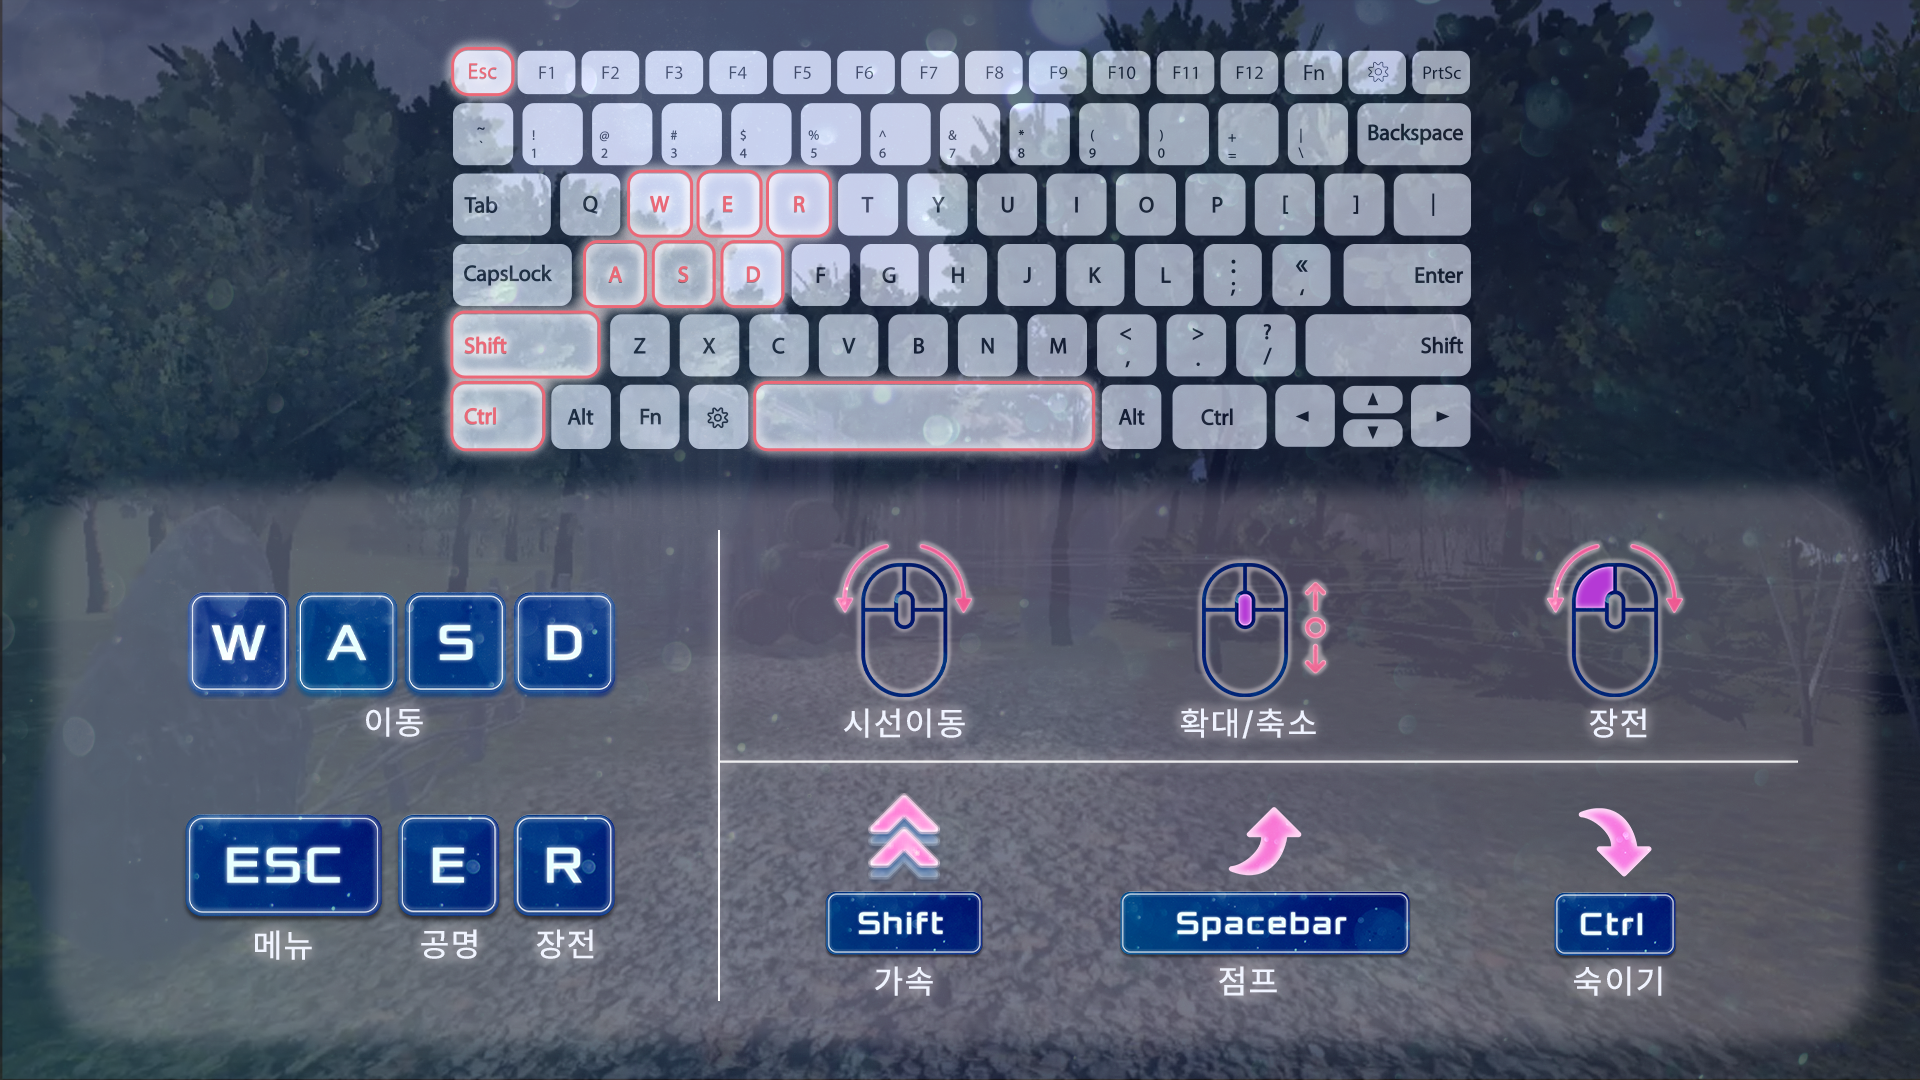 Esc F1 F2 F3 F4 F5 F6 F7 F8 F9 F10 F11 F12 Fn PrtSc
~ ! @ # $ % ^ & * ( ) + | Backspace
` 1 2 3 4 5 6 7 8 9 0 = \
Tab Q W E R T Y U I O P [ ] |
CapsLock A S D F G H J K L : « Enter
; ,
Shift Z X C V B N M < > ? Shift
, . /
Ctrl Alt Fn Alt Ctrl ◄ ▲ ▼ ►
W A S D
이동
시선이동 확대/축소 장전
ESC E R
메뉴 공명 장전
Shift Spacebar Ctrl
가속 점프 숙이기